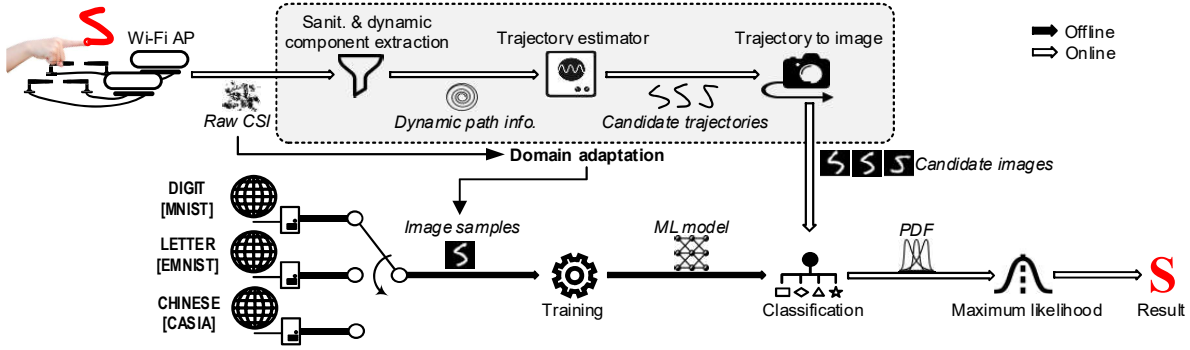 Wi-Fi AP
Sanit. & dynamic
component extraction
Trajectory estimator
Trajectory to image
Offline
Online
Raw CSI
Dynamic path info.
Candidate trajectories
Domain adaptation
Candidate images
DIGIT
[MNIST]
LETTER
[EMNIST]
CHINESE
[CASIA]
Image samples
ML model
PDF
Training
Classification
Maximum likelihood
S
Result